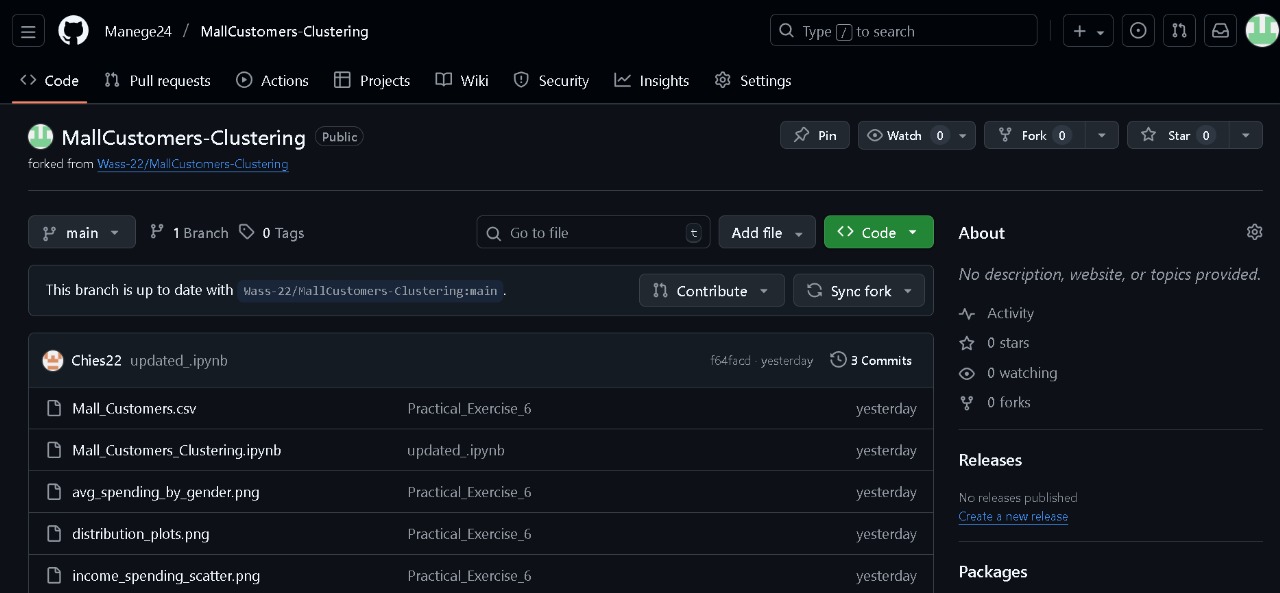 Manege24 / MallCustomers-Clustering
Type / to search
Code Pull requests Actions Projects Wiki Security Insights Settings
MallCustomers-Clustering Public
forked from Wass-22/MallCustomers-Clustering
Pin Watch 0 Fork 0 Star 0
main 1 Branch 0 Tags
Go to file t Add file Code
This branch is up to date with Wass-22/MallCustomers-Clustering:main.
Contribute Sync fork
Chies22 updated_.ipynb f64facd · yesterday 3 Commits
Mall_Customers.csv Practical_Exercise_6 yesterday
Mall_Customers_Clustering.ipynb updated_.ipynb yesterday
avg_spending_by_gender.png Practical_Exercise_6 yesterday
distribution_plots.png Practical_Exercise_6 yesterday
income_spending_scatter.png Practical_Exercise_6 yesterday
About
No description, website, or topics provided.
Activity
0 stars
0 watching
0 forks
Releases
No releases published
Create a new release
Packages